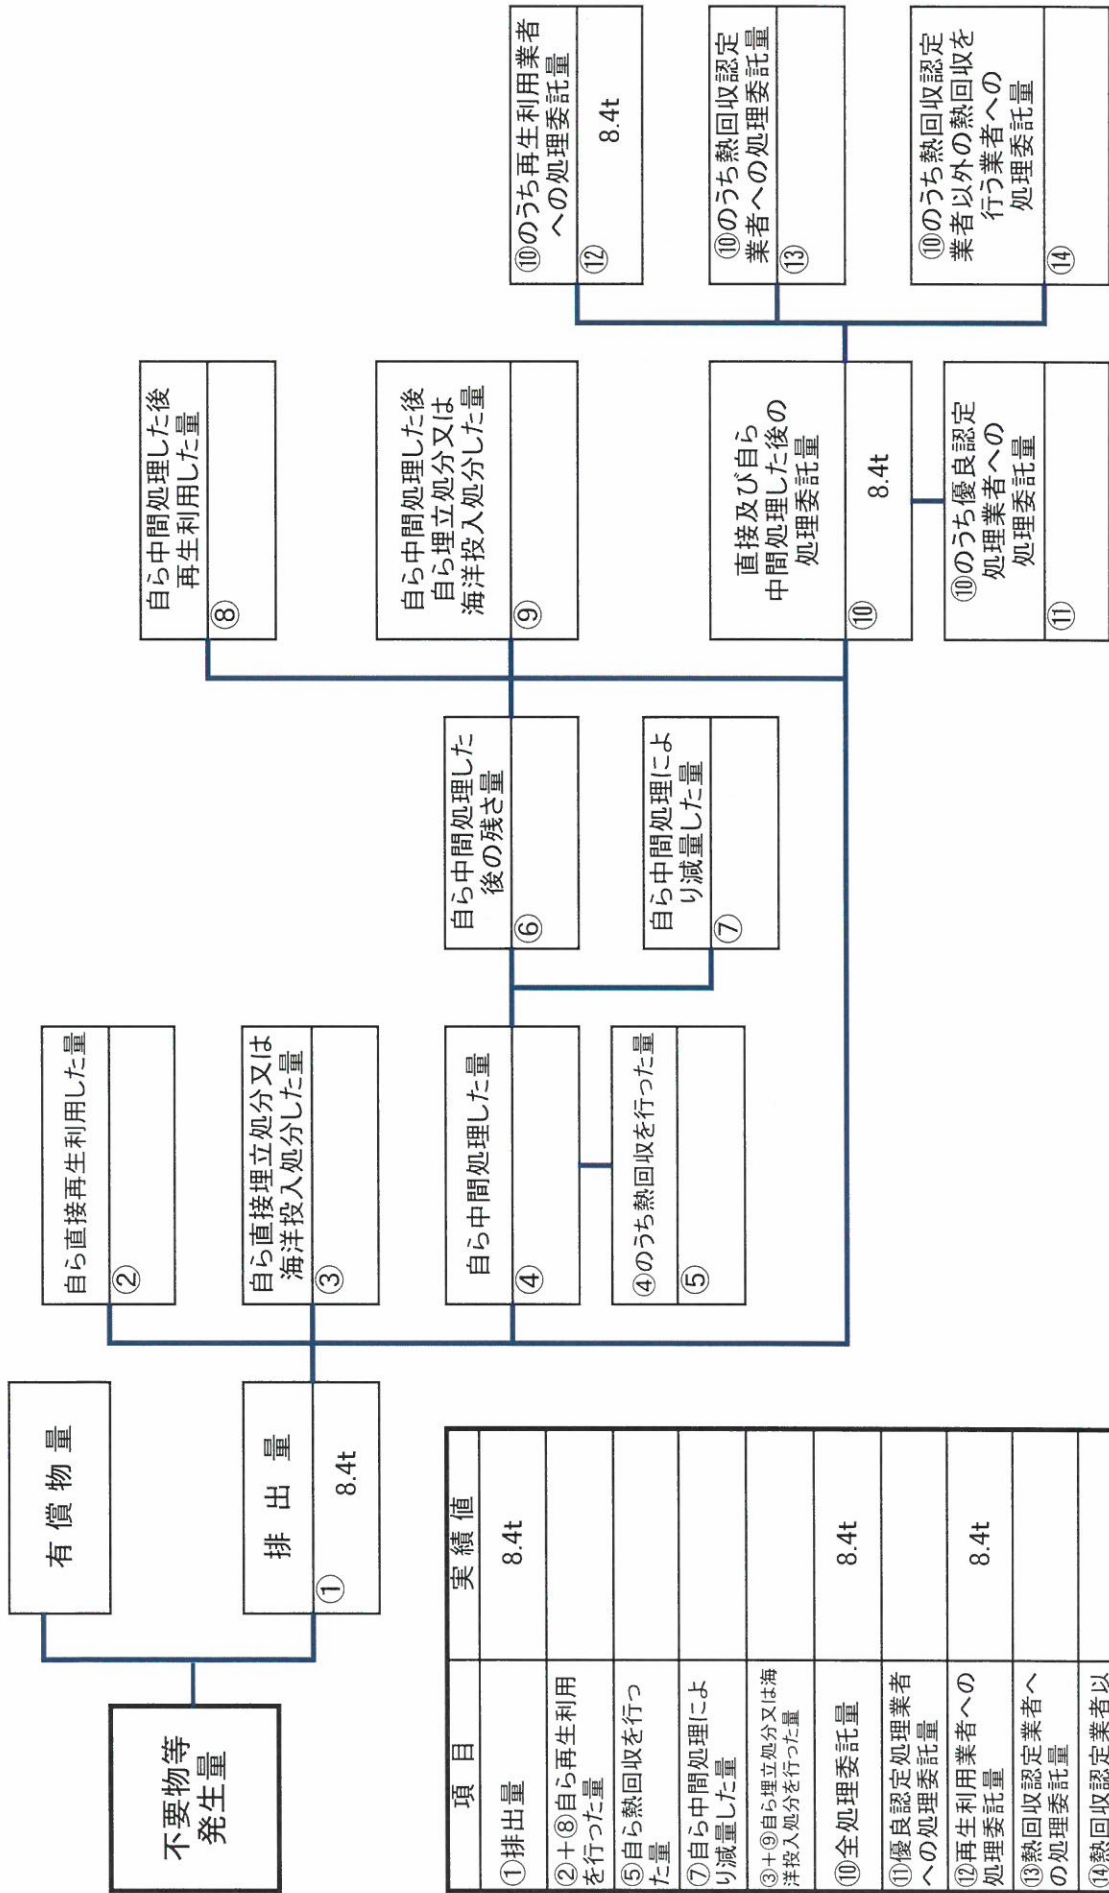 不要物等
発生量
有償物量
排出量
①
8.4t
自ら直接再生利用した量
②
自ら直接埋立処分又は
海洋投入処分した量
③
自ら中間処理した量
④
④のうち熱回収を行った量
⑤
自ら中間処理した
後の残さ量
⑥
自ら中間処理によ
り減量した量
⑦
自ら中間処理した後
再生利用した量
⑧
自ら中間処理した後
自ら埋立処分又は
海洋投入処分した量
⑨
直接及び自ら
中間処理した後の
処理委託量
⑩
8.4t
⑩のうち優良認定
処理業者への
処理委託量
⑪
⑩のうち再生利用業者
への処理委託量
⑫
8.4t
⑩のうち熱回収認定
業者への処理委託量
⑬
⑩のうち熱回収認定
業者以外の熱回収を
行う業者への
処理委託量
⑭
項目
実績値
①排出量
8.4t
②+⑧自ら再生利用
を行った量
⑤自ら熱回収を行っ
た量
⑦自ら中間処理によ
り減量した量
③+⑨自ら埋立処分又は海
洋投入処分を行った量
⑩全処理委託量
8.4t
⑪優良認定処理業者
への処理委託量
⑫再生利用業者への
処理委託量
8.4t
⑬熱回収認定業者へ
の処理委託量
⑭熱回収認定業者以